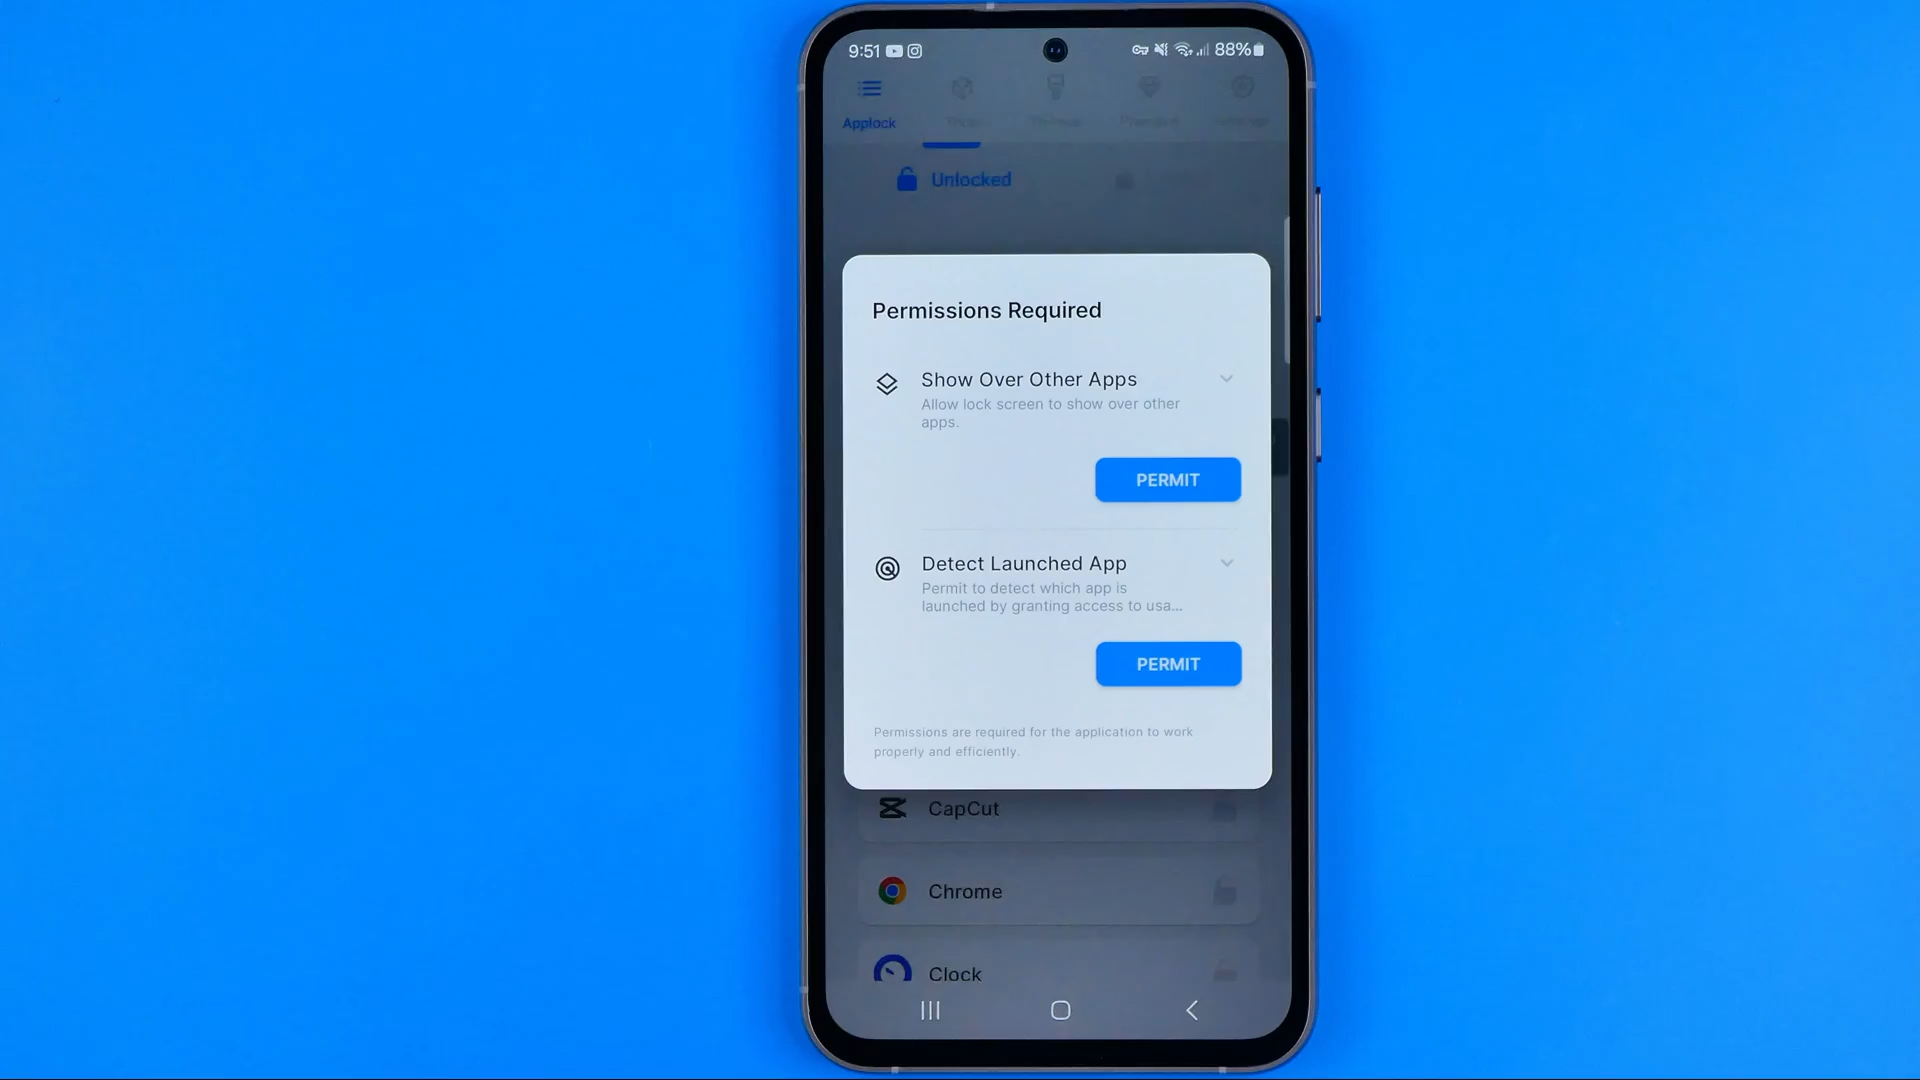 9:51 88%
Applock
Unlocked
Permissions Required
Show Over Other Apps
Allow lock screen to show over other
apps.
PERMIT
Detect Launched App
Permit to detect which app is
launched by granting access to usa...
PERMIT
Permissions are required for the application to work
properly and efficiently.
CapCut
Chrome
Clock